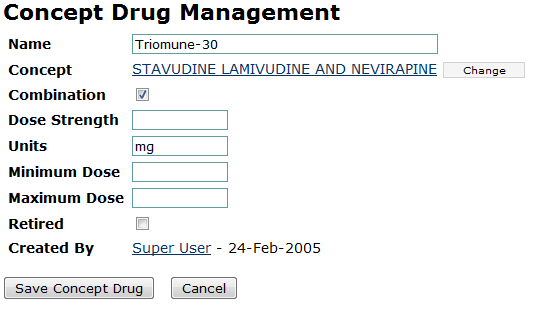 Concept Drug Management
Name Triomune-30
Concept STAVUDINE LAMIVUDINE AND NEVIRAPINE Change
Combination
Dose Strength
Units mg
Minimum Dose
Maximum Dose
Retired
Created By Super User - 24-Feb-2005
Save Concept Drug Cancel